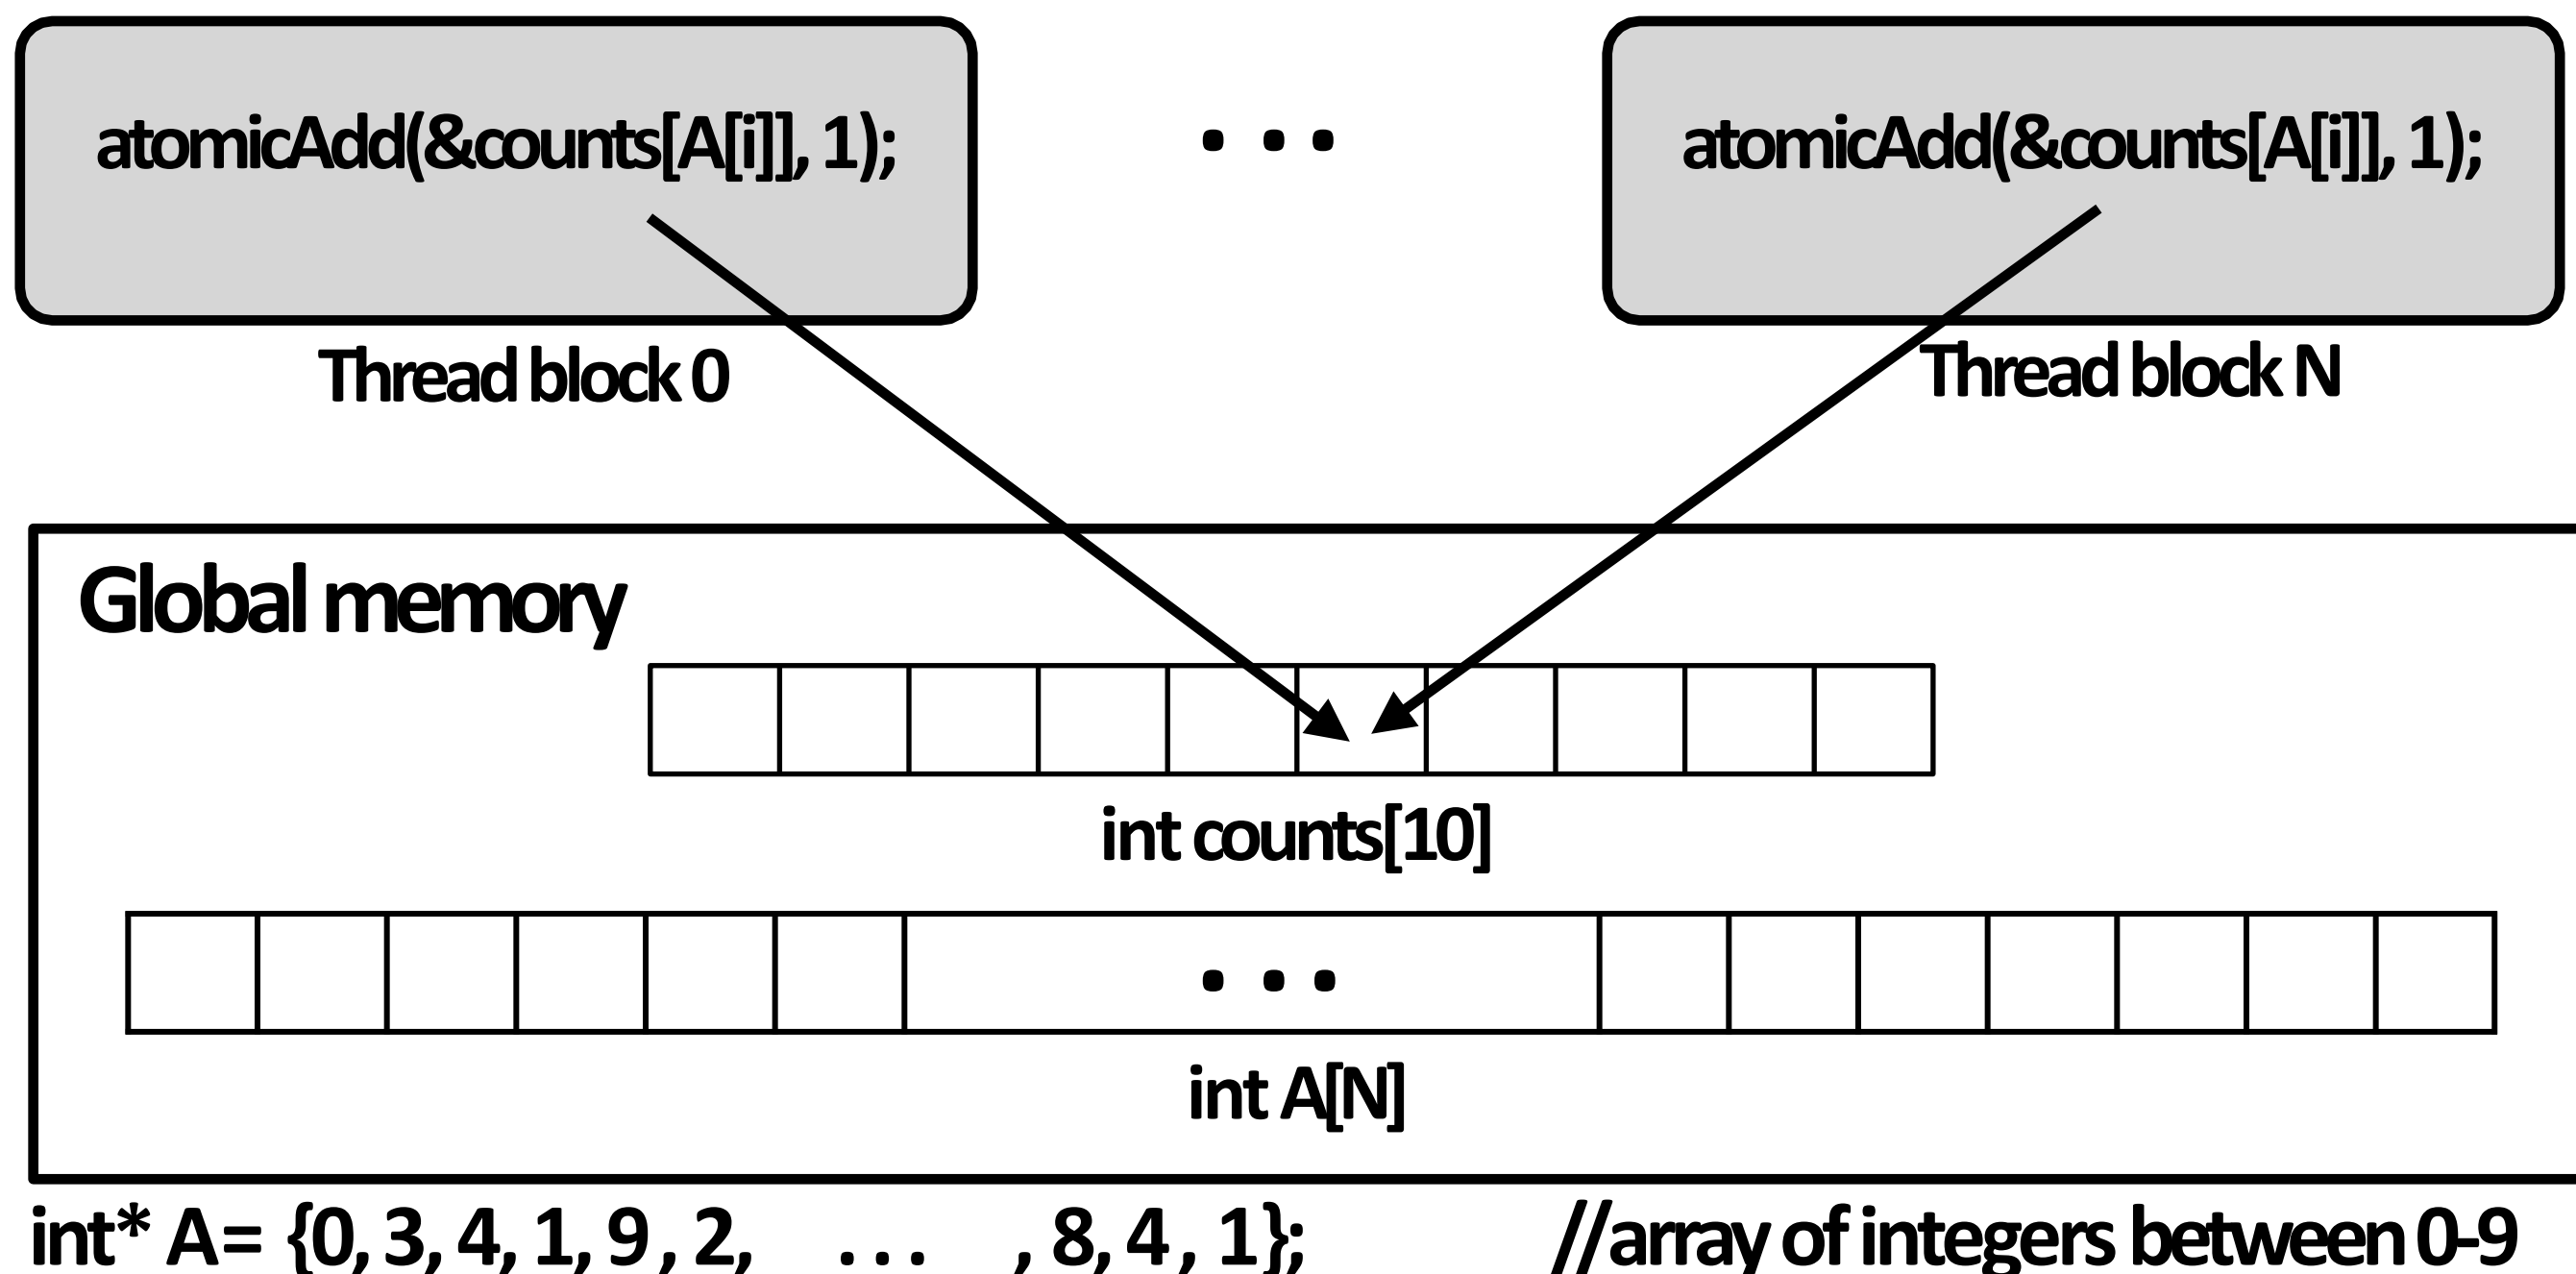 atomicAdd(&counts[A[i]], 1);
. . .
atomicAdd(&counts[A[i]], 1);
Thread block 0
Thread block N
Global memory
int counts[10]
. . .
int A[N]
int* A= {0, 3, 4, 1, 9, 2, . . . , 8, 4, 1}; //array of integers between 0-9